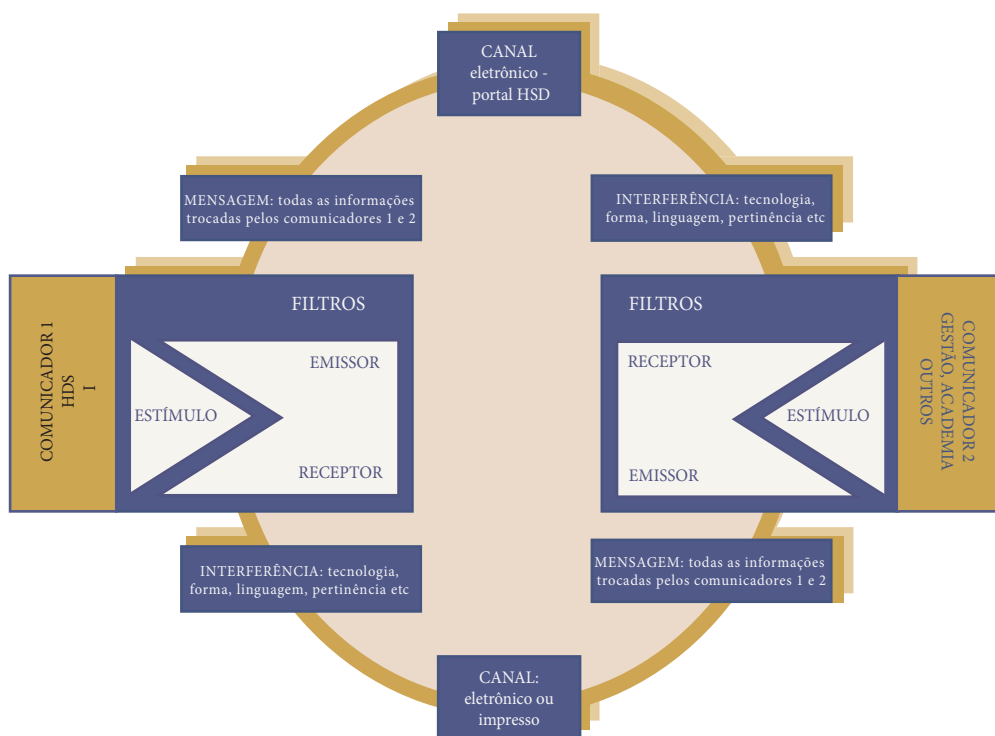 CANAL
eletrônico -
portal HSD
MENSAGEM: todas as informações
trocadas pelos comunicadores 1 e 2
INTERFERÊNCIA: tecnologia,
forma, linguagem, pertinência etc
COMUNICADOR 1
HDS
I
FILTROS
EMISSOR
ESTÍMULO
RECEPTOR
FILTROS
RECEPTOR
ESTÍMULO
EMISSOR
COMUNICADOR 2
GESTÃO, ACADEMIA
OUTROS
INTERFERÊNCIA: tecnologia,
forma, linguagem, pertinência etc
MENSAGEM: todas as informações
trocadas pelos comunicadores 1 e 2
CANAL:
eletrônico ou
impresso